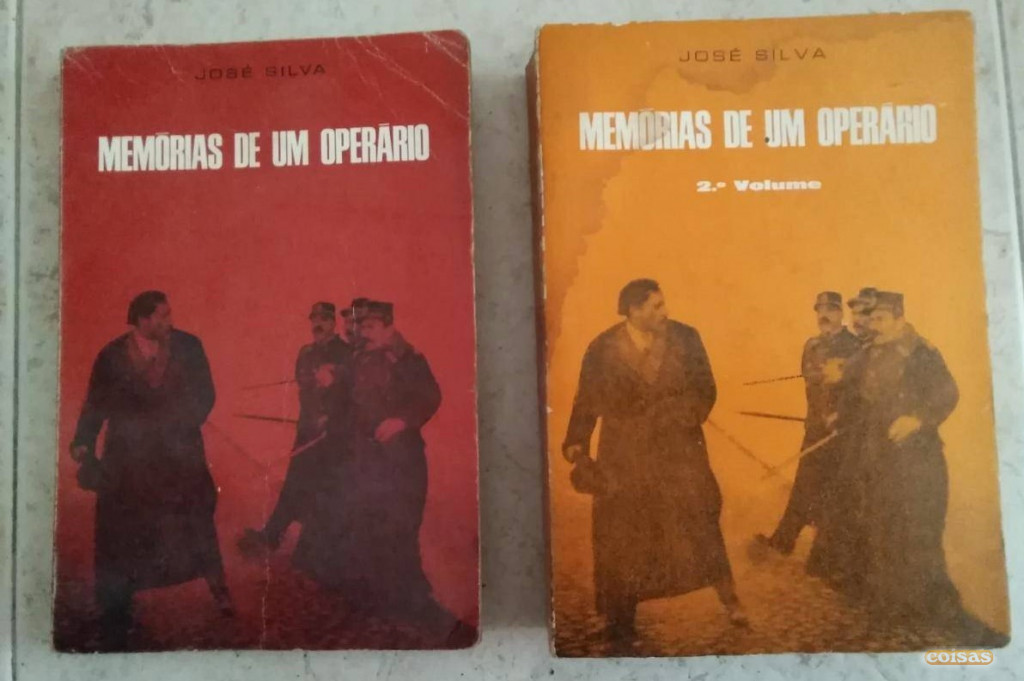 JOSÉ SILVA
MEMÓRIAS DE UM OPERÁRIO
JOSÉ SILVA
MEMÓRIAS DE UM OPERÁRIO
2.º Volume
coisas